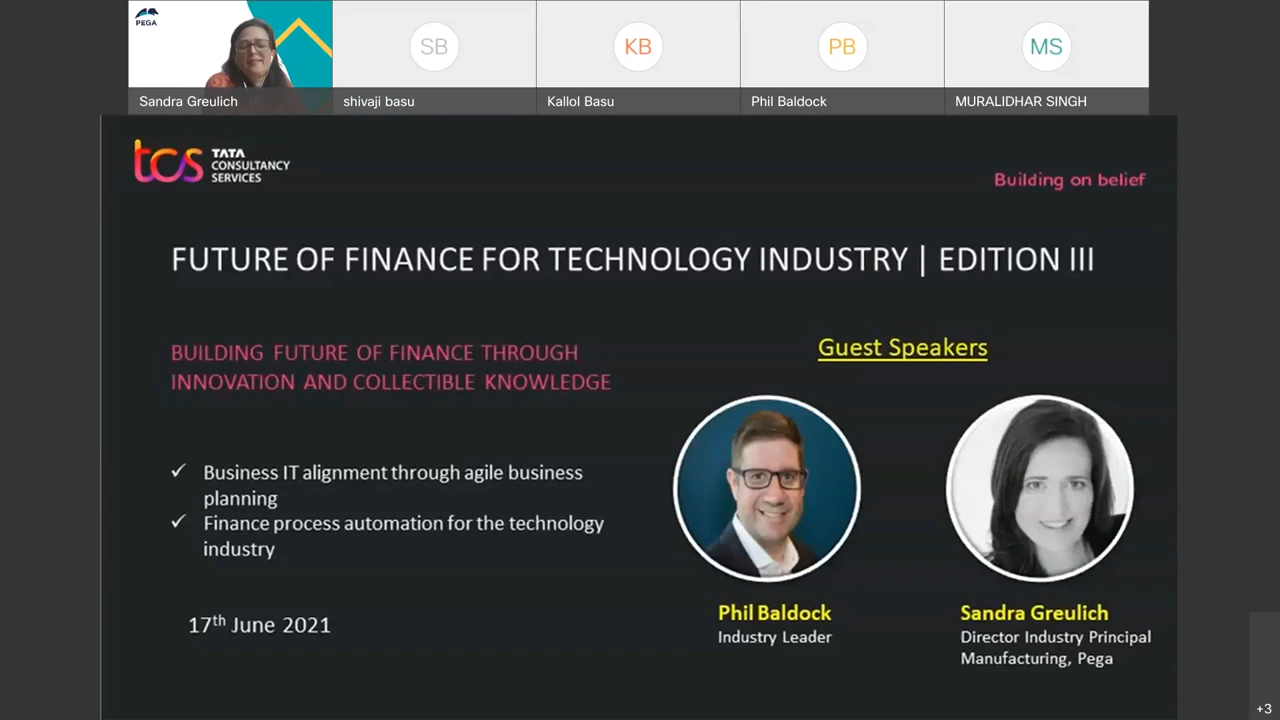 PEGA
SB
KB
PB
MS
Sandra Greulich
shivaji basu
Kallol Basu
Phil Baldock
MURALIDHAR SINGH
tcs TATA
CONSULTANCY
SERVICES
Building on belief
FUTURE OF FINANCE FOR TECHNOLOGY INDUSTRY | EDITION III
BUILDING FUTURE OF FINANCE THROUGH
INNOVATION AND COLLECTIBLE KNOWLEDGE
✓ Business IT alignment through agile business
planning
✓ Finance process automation for the technology
industry
17th June 2021
Guest Speakers
Phil Baldock
Industry Leader
Sandra Greulich
Director Industry Principal
Manufacturing, Pega
+3